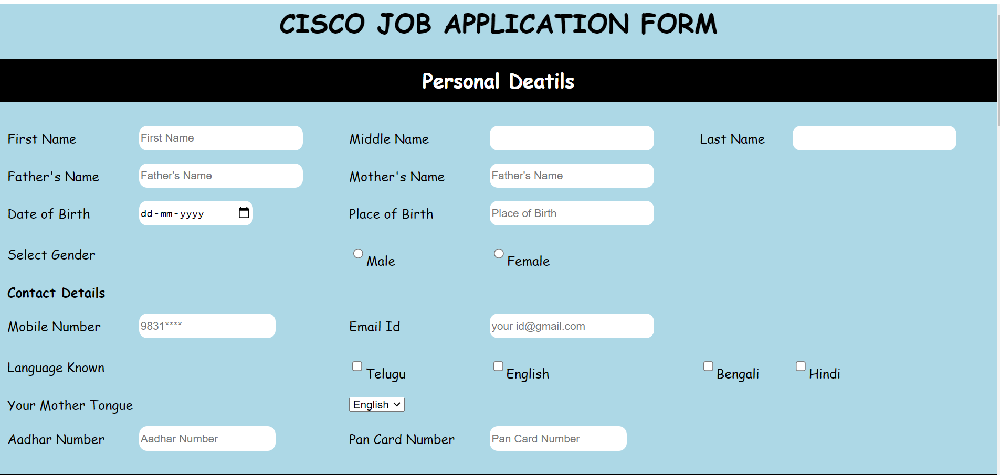 CISCO JOB APPLICATION FORM
Personal Deatils
First Name First Name Middle Name Last Name
Father's Name Father's Name Mother's Name Father's Name
Date of Birth dd-mm-yyyy Place of Birth Place of Birth
Select Gender Male Female
Contact Details
Mobile Number 9831**** Email Id your id@gmail.com
Language Known Telugu English Bengali Hindi
Your Mother Tongue English
Aadhar Number Aadhar Number Pan Card Number Pan Card Number